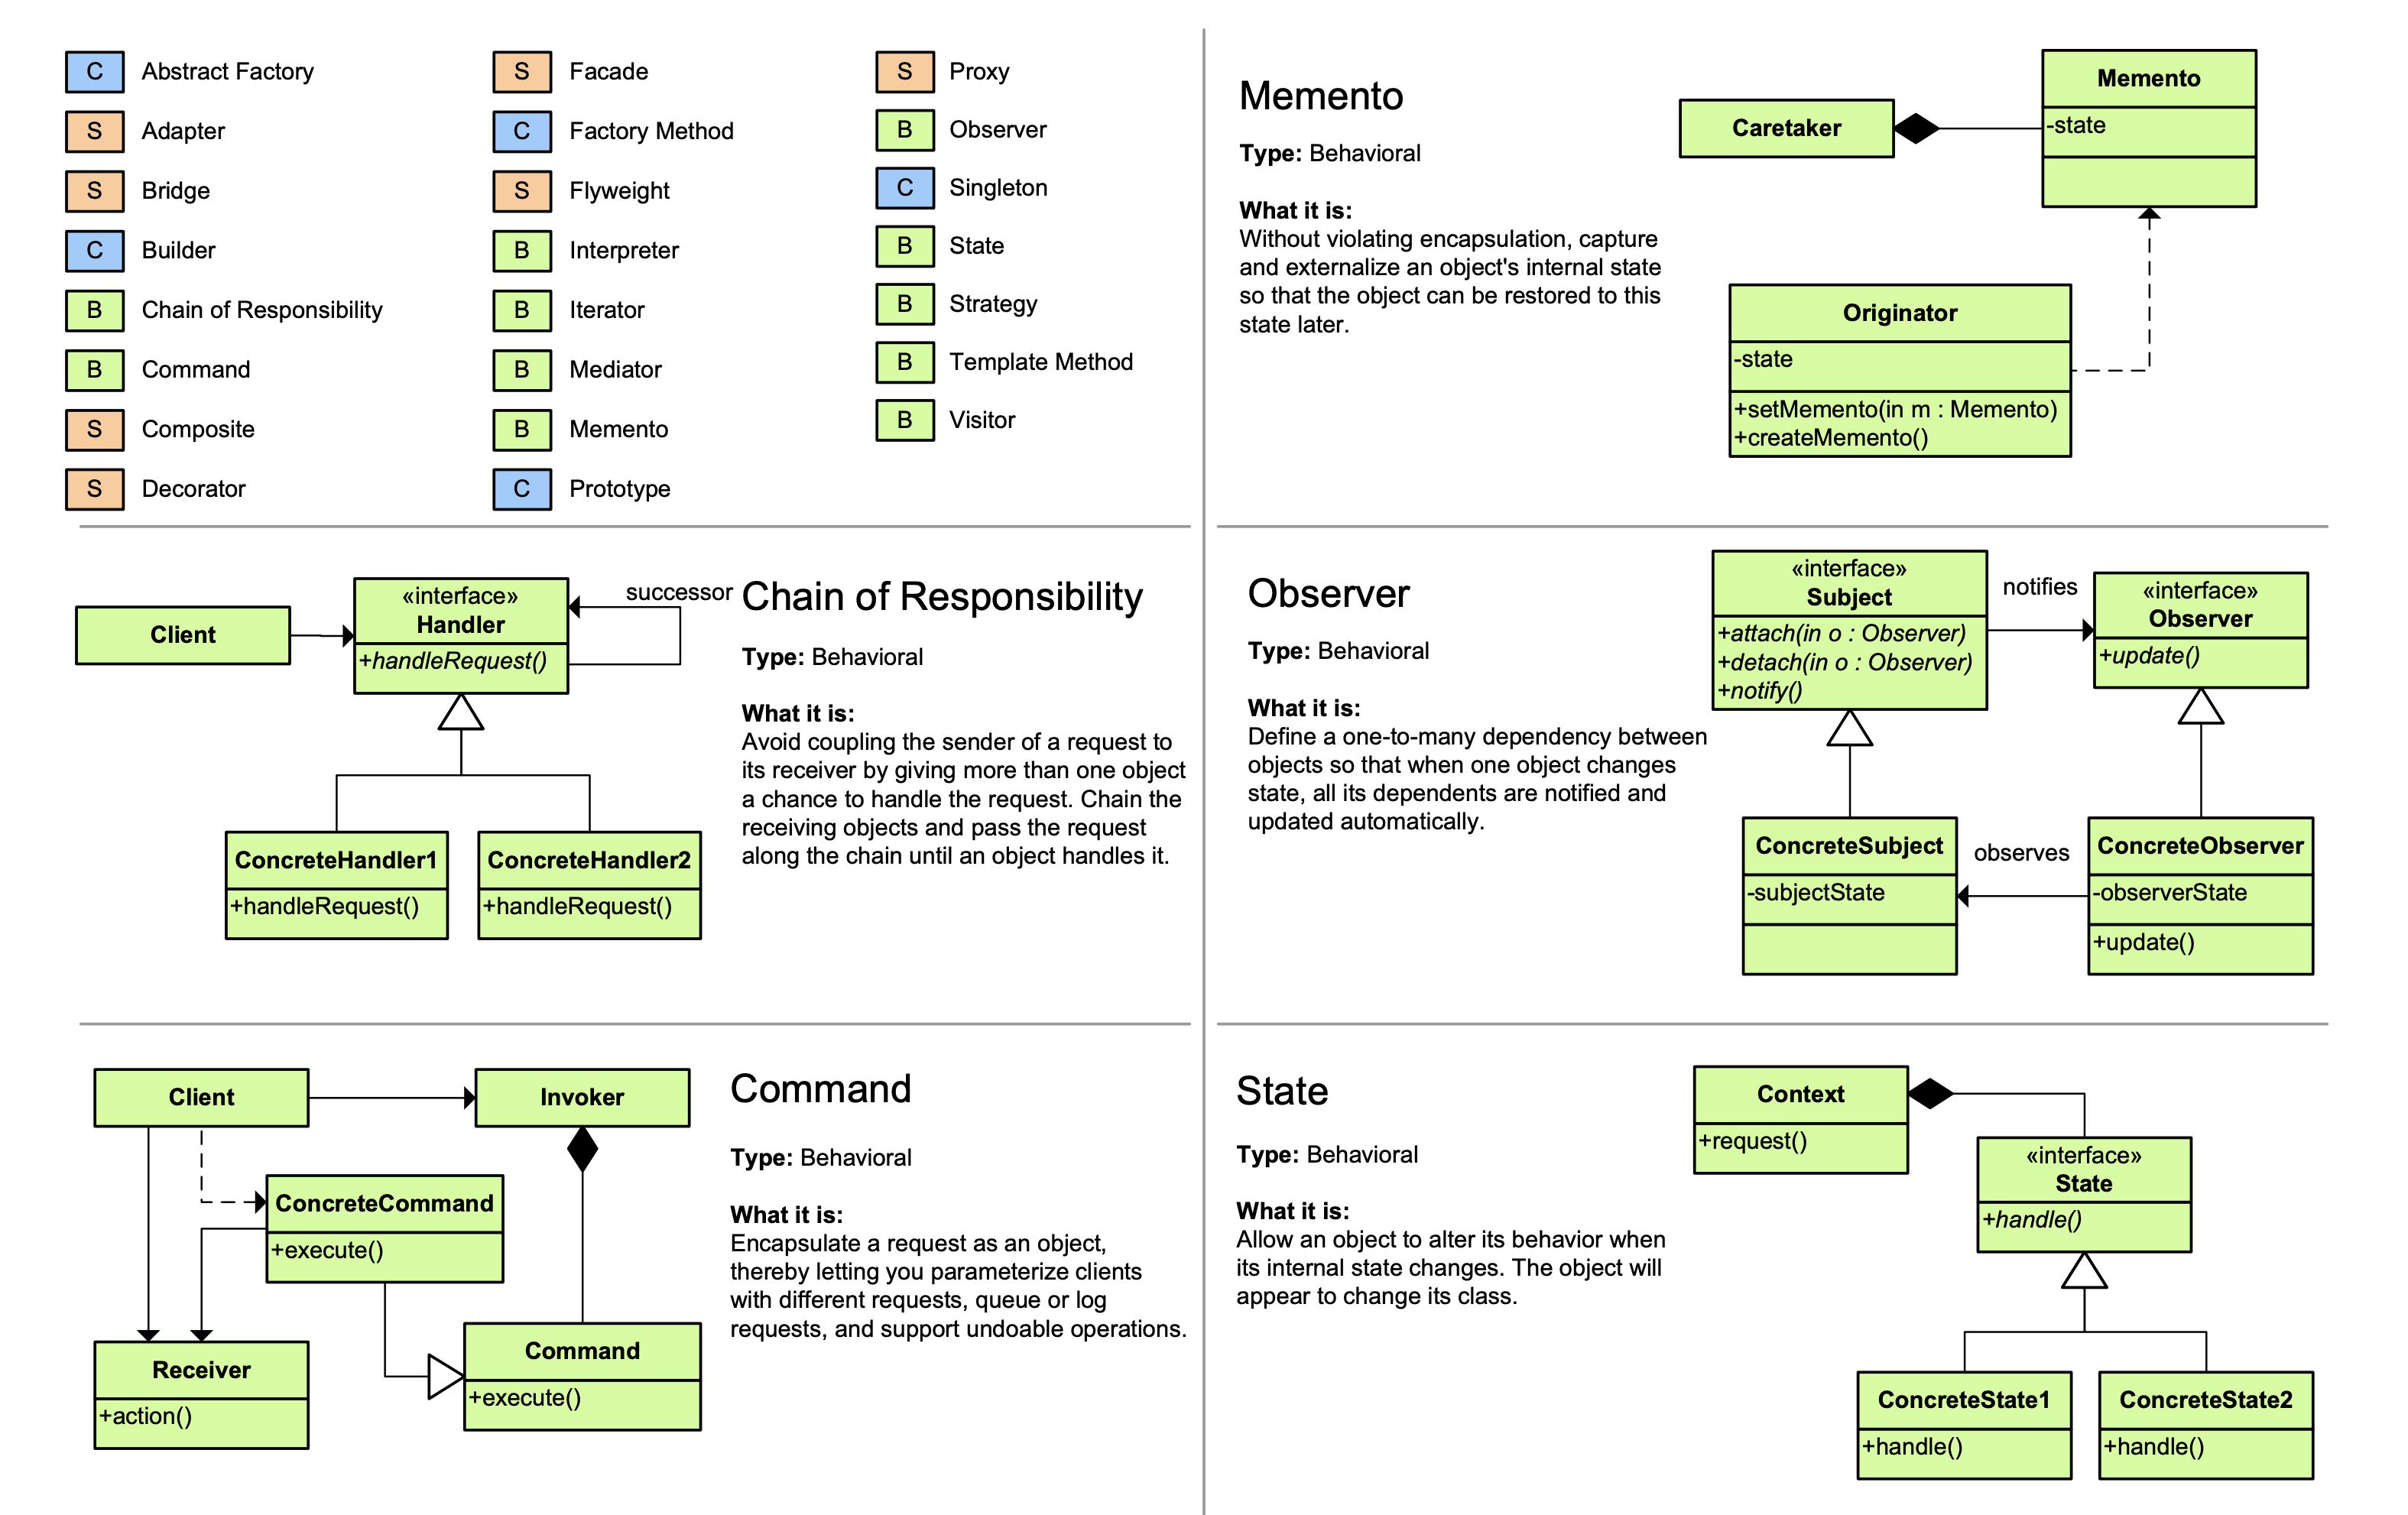 C Abstract Factory
S Adapter
S Bridge
C Builder
B Chain of Responsibility
B Command
S Composite
S Decorator
S Facade
C Factory Method
S Flyweight
B Interpreter
B Iterator
B Mediator
B Memento
C Prototype
S Proxy
B Observer
C Singleton
B State
B Strategy
B Template Method
B Visitor
Memento
Type: Behavioral
What it is:
Without violating encapsulation, capture
and externalize an object's internal state
so that the object can be restored to this
state later.
Caretaker
Memento
-state
Originator
-state
+setMemento(in m : Memento)
+createMemento()
Client
«interface»
Handler
+handleRequest()
successor
ConcreteHandler1
+handleRequest()
ConcreteHandler2
+handleRequest()
Chain of Responsibility
Type: Behavioral
What it is:
Avoid coupling the sender of a request to
its receiver by giving more than one object
a chance to handle the request. Chain the
receiving objects and pass the request
along the chain until an object handles it.
Observer
Type: Behavioral
What it is:
Define a one-to-many dependency between
objects so that when one object changes
state, all its dependents are notified and
updated automatically.
«interface»
Subject
+attach(in o : Observer)
+detach(in o : Observer)
+notify()
notifies
«interface»
Observer
+update()
ConcreteSubject
-subjectState
observes
ConcreteObserver
-observerState
+update()
Client
Invoker
ConcreteCommand
+execute()
Receiver
+action()
Command
+execute()
Command
Type: Behavioral
What it is:
Encapsulate a request as an object,
thereby letting you parameterize clients
with different requests, queue or log
requests, and support undoable operations.
State
Type: Behavioral
What it is:
Allow an object to alter its behavior when
its internal state changes. The object will
appear to change its class.
Context
+request()
«interface»
State
+handle()
ConcreteState1
+handle()
ConcreteState2
+handle()